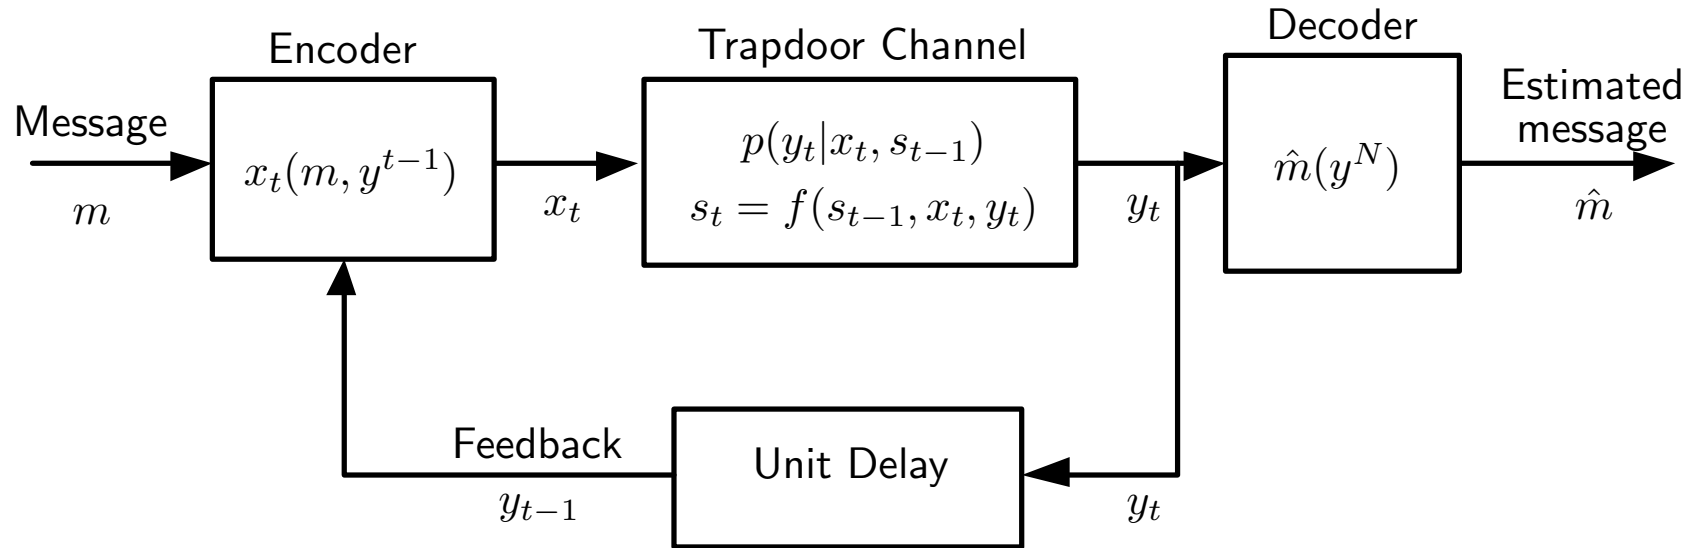 Encoder
Trapdoor Channel
Decoder
Message
m
x_t(m, y^{t-1})
x_t
p(y_t|x_t, s_{t-1})
s_t = f(s_{t-1}, x_t, y_t)
y_t
\hat{m}(y^N)
Estimated
message
\hat{m}
Feedback
y_{t-1}
Unit Delay
y_t